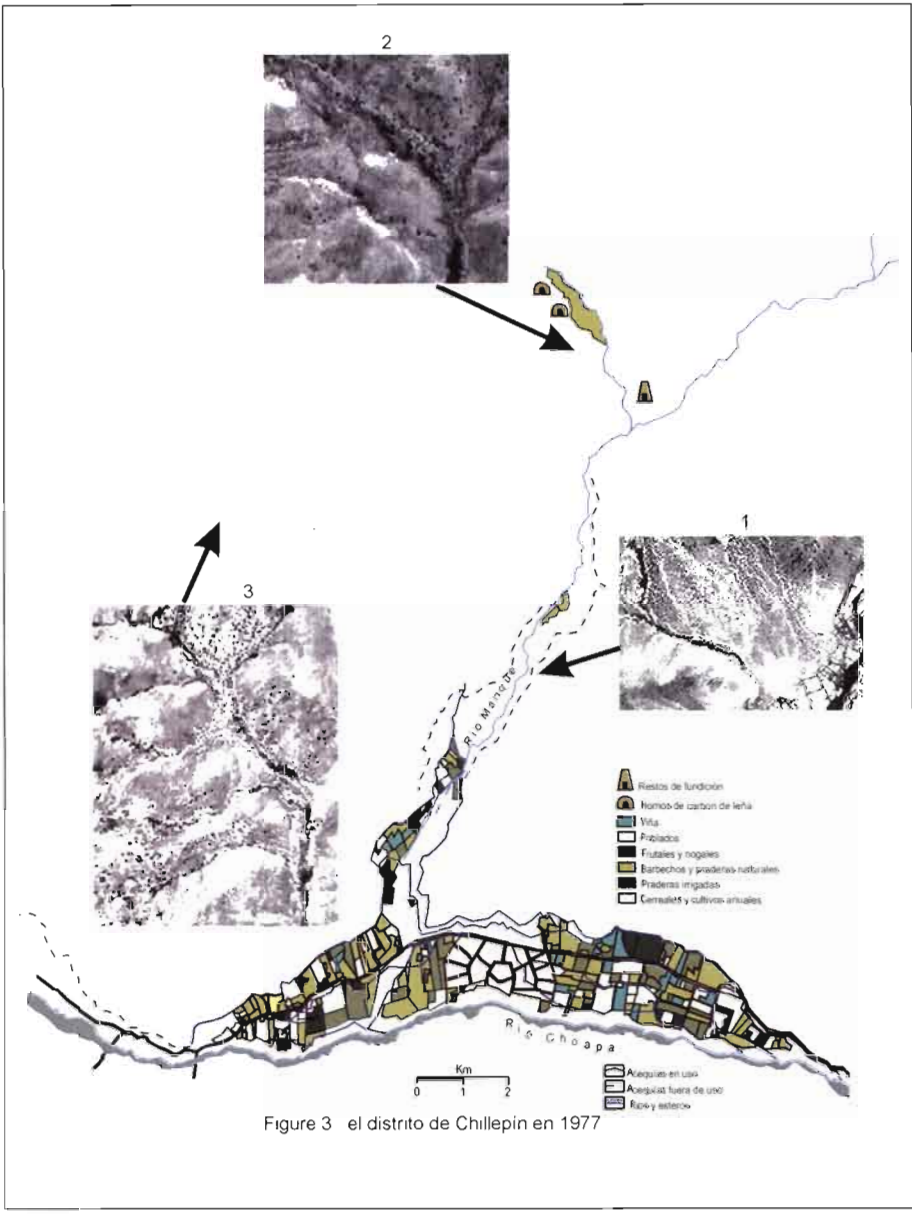 2
1
3
Río Manque
Restos de fundición
Hornos de carbon de leña
Viña
Poblados
Frutales y nogales
Barbechos y praderas naturales
Praderas irrigadas
Cereales y cultivos anuales
Río Choapa
Km
0 1 2
Acequias en uso
Acequias fuera de uso
Rios y esteros
Figure 3 el distrito de Chillepín en 1977